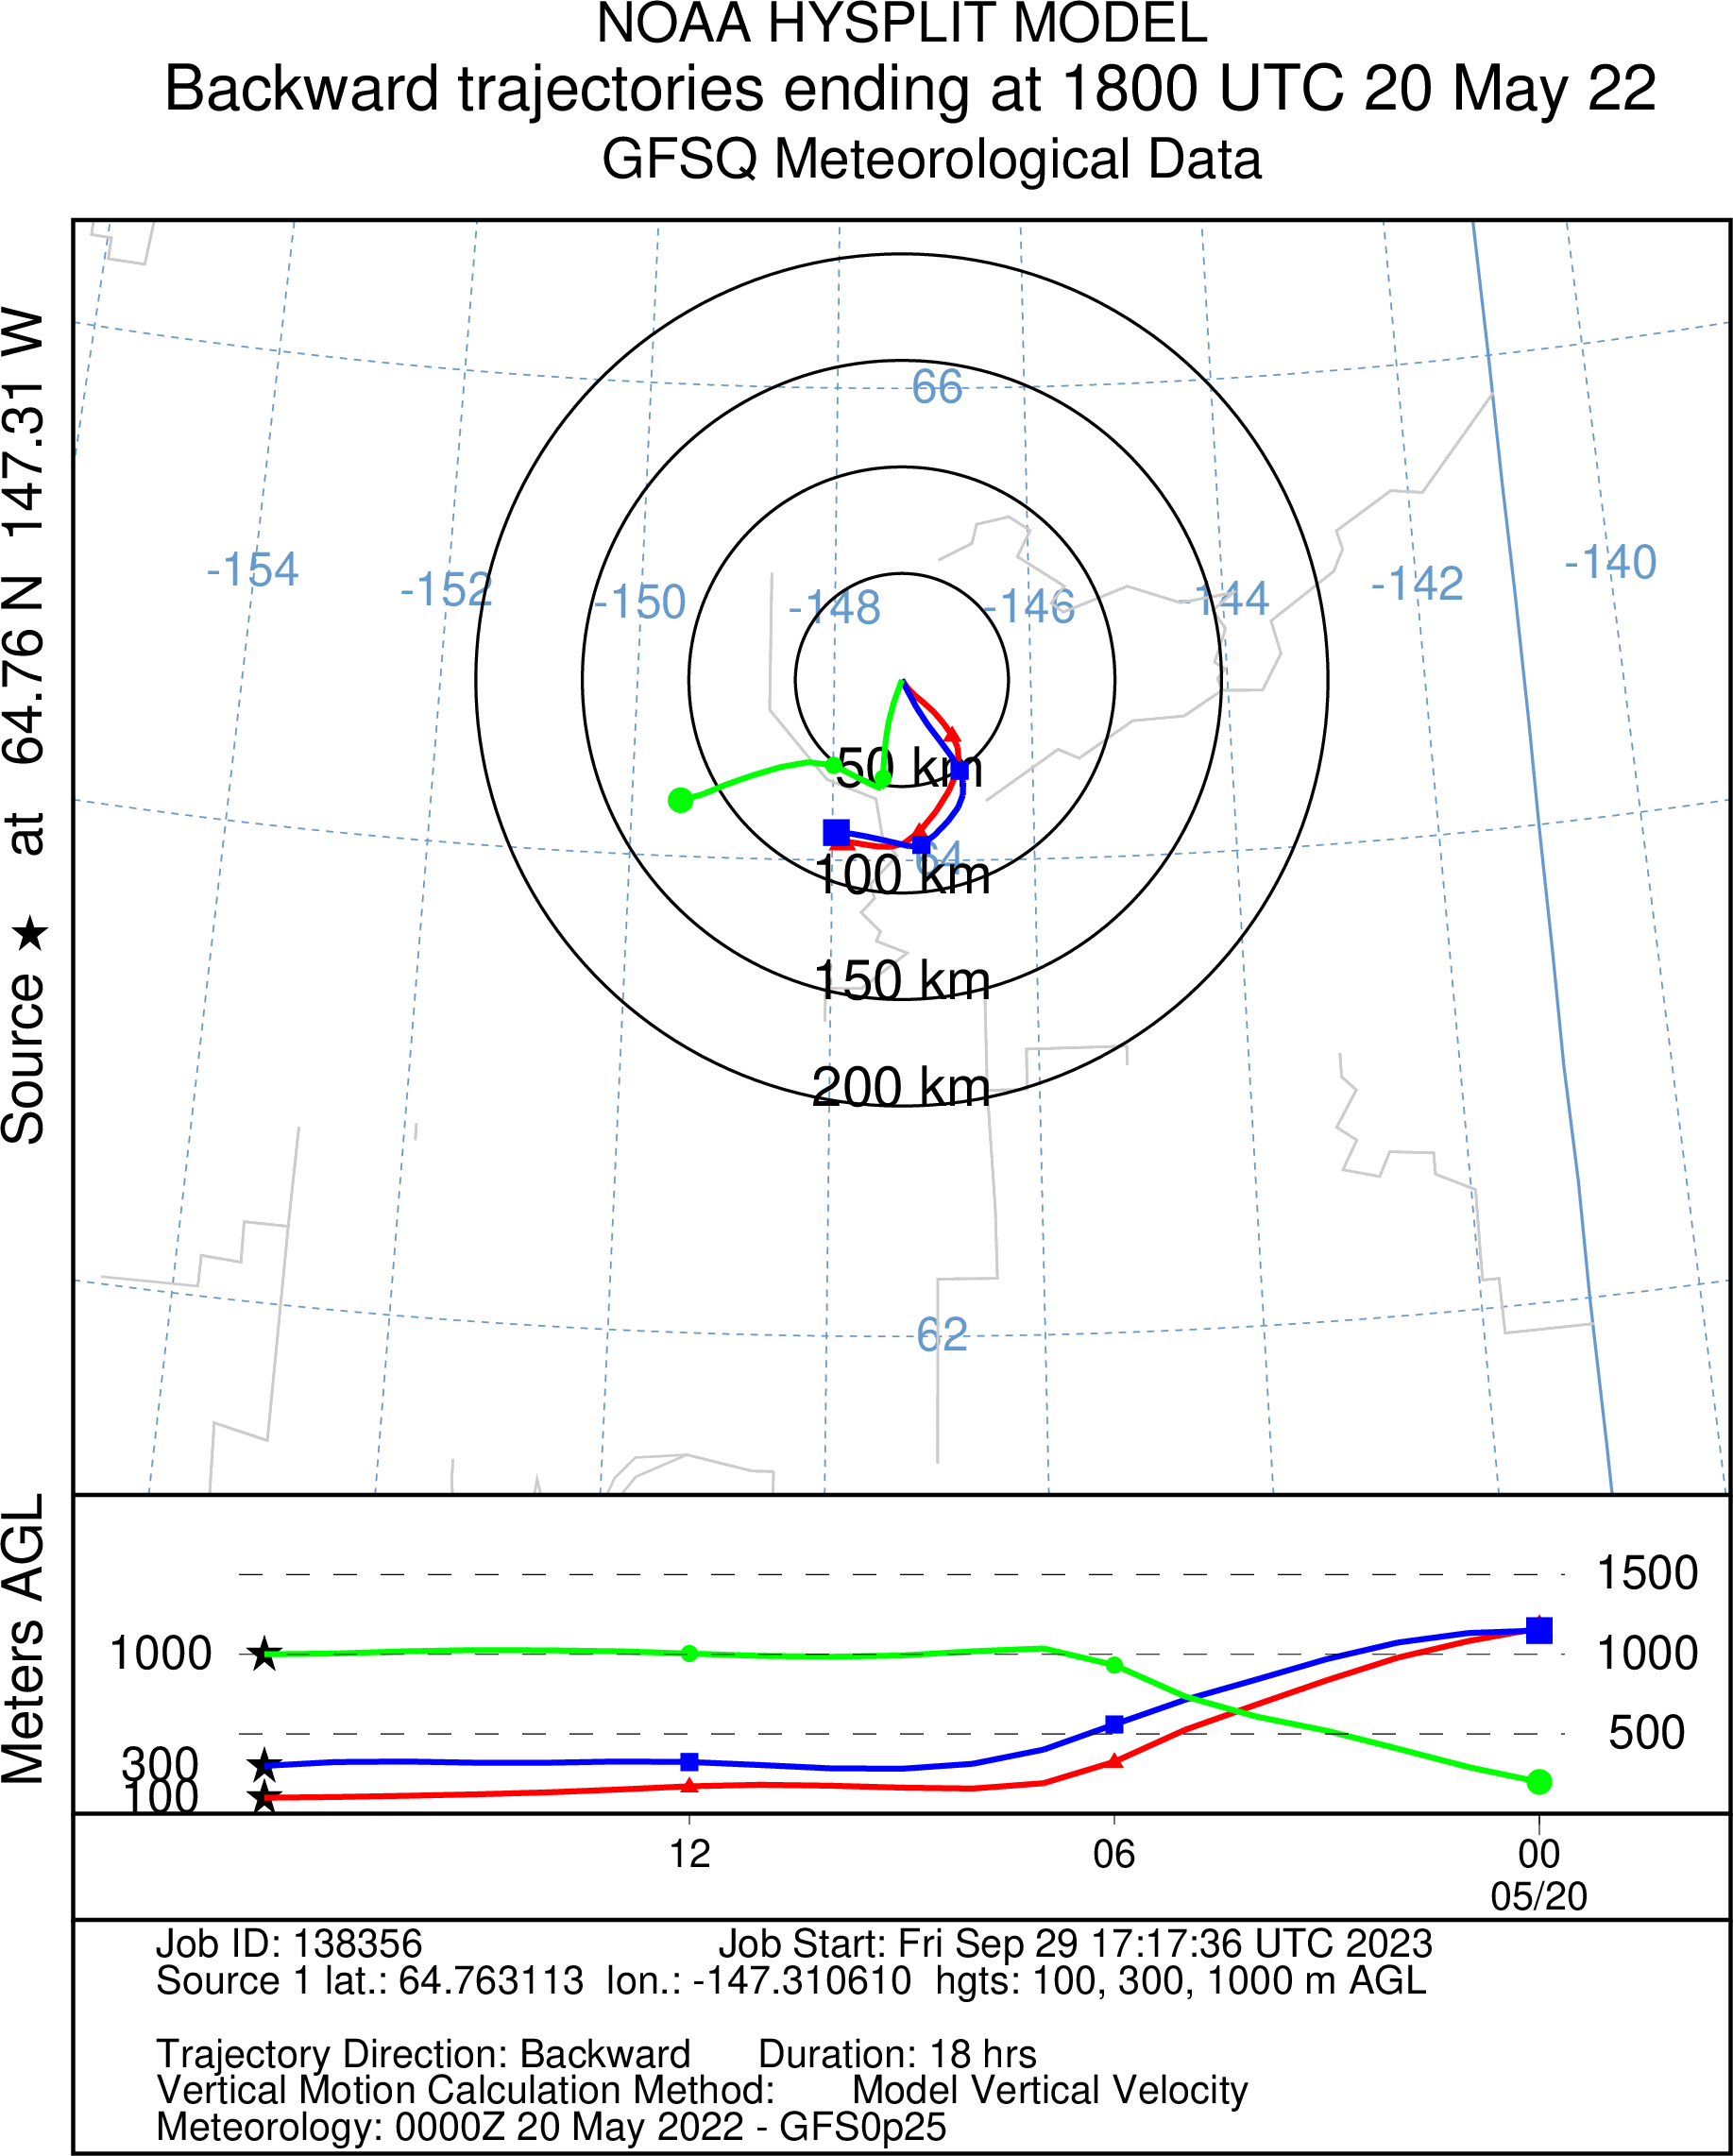 NOAA HYSPLIT MODEL
Backward trajectories ending at 1800 UTC 20 May 22
GFSQ Meteorological Data
Source ★ at 64.76 N 147.31 W
66
-154
-152
-150
-148
-146
-144
-142
-140
50 km
64
100 km
150 km
200 km
62
Meters AGL
1500
1000
1000
500
300
100
12
06
00
05/20
Job ID: 138356 Job Start: Fri Sep 29 17:17:36 UTC 2023
Source 1 lat.: 64.763113 lon.: -147.310610 hgts: 100, 300, 1000 m AGL
Trajectory Direction: Backward Duration: 18 hrs
Vertical Motion Calculation Method: Model Vertical Velocity
Meteorology: 0000Z 20 May 2022 - GFS0p25